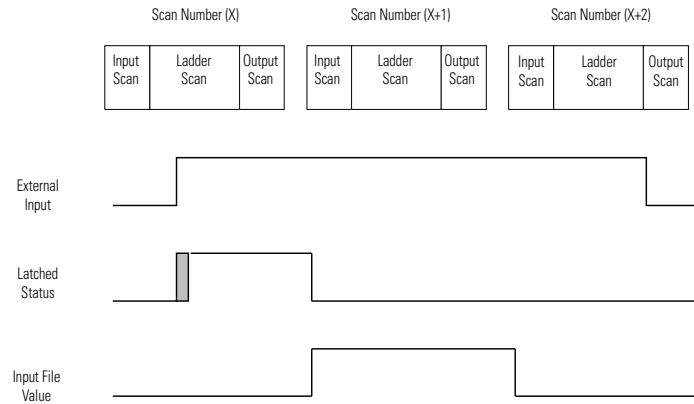 Scan Number (X)
Scan Number (X+1)
Scan Number (X+2)
Input
Scan
Ladder
Scan
Output
Scan
Input
Scan
Ladder
Scan
Output
Scan
Input
Scan
Ladder
Scan
Output
Scan
External
Input
Latched
Status
Input File
Value